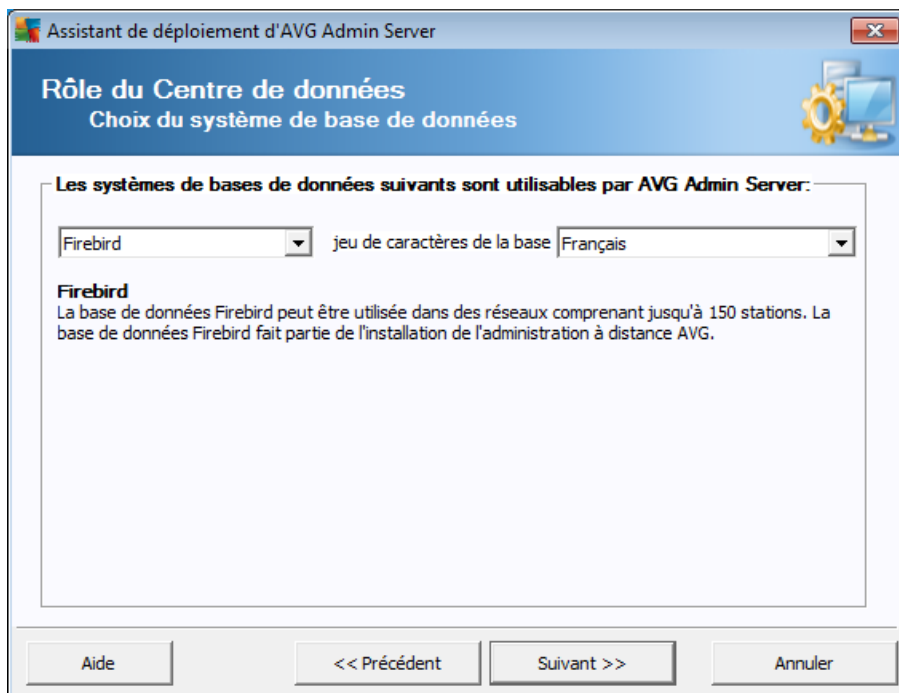 Assistant de déploiement d'AVG Admin Server
Rôle du Centre de données
Choix du système de base de données
Les systèmes de bases de données suivants sont utilisables par AVG Admin Server:
Firebird jeu de caractères de la base Français
Firebird
La base de données Firebird peut être utilisée dans des réseaux comprenant jusqu'à 150 stations. La
base de données Firebird fait partie de l'installation de l'administration à distance AVG.
Aide << Précédent Suivant >> Annuler